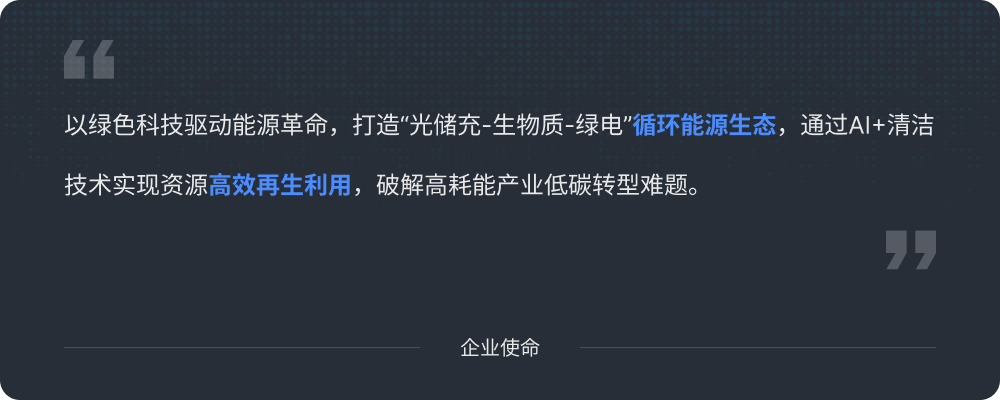 “
以绿色科技驱动能源革命，打造“光储充-生物质-绿电”循环能源生态，通过AI+清洁
技术实现资源高效再生利用，破解高耗能产业低碳转型难题。
”
企业使命